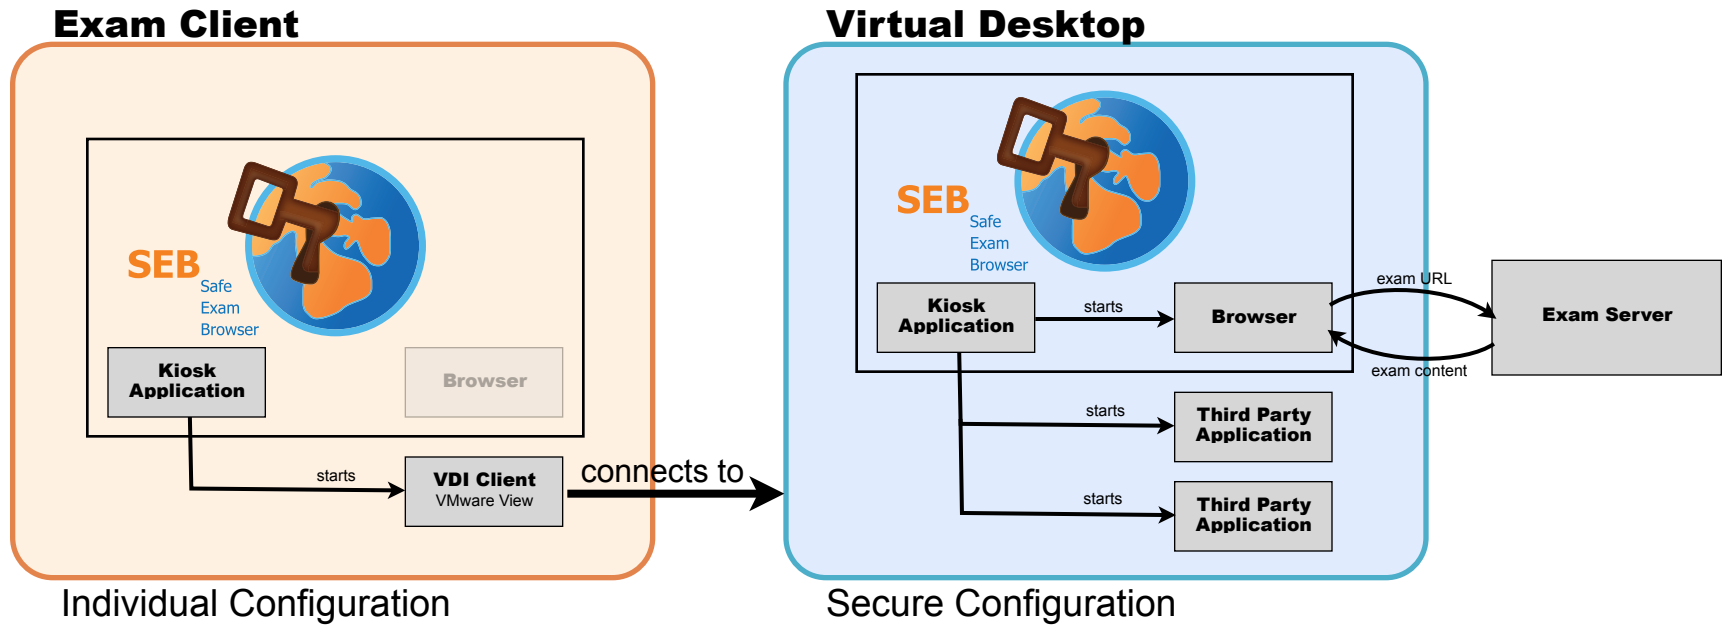 Exam Client
SEB
Safe
Exam
Browser
Kiosk
Application
Browser
starts
VDI Client
VMware View
Individual Configuration
connects to
Virtual Desktop
SEB
Safe
Exam
Browser
Kiosk
Application
starts
Browser
exam URL
exam content
Exam Server
starts
Third Party
Application
starts
Third Party
Application
Secure Configuration